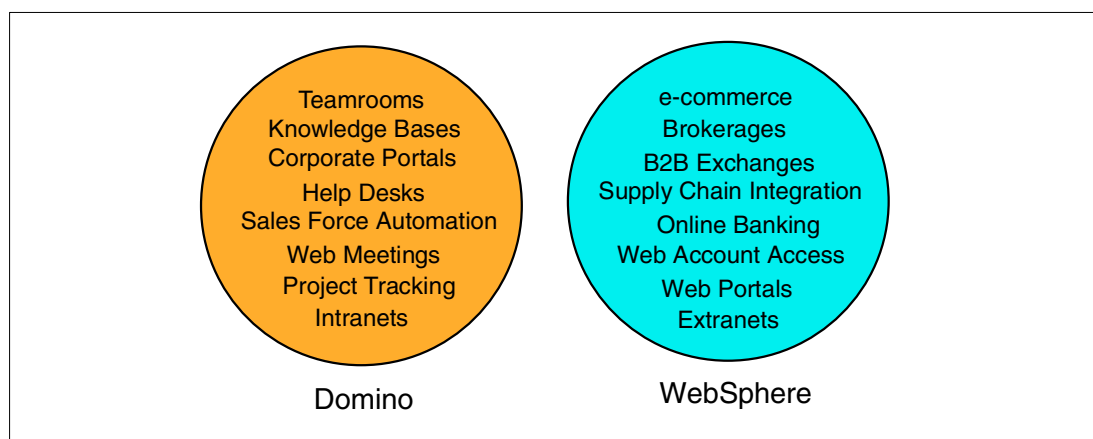 Teamrooms
Knowledge Bases
Corporate Portals
Help Desks
Sales Force Automation
Web Meetings
Project Tracking
Intranets
Domino
e-commerce
Brokerages
B2B Exchanges
Supply Chain Integration
Online Banking
Web Account Access
Web Portals
Extranets
WebSphere